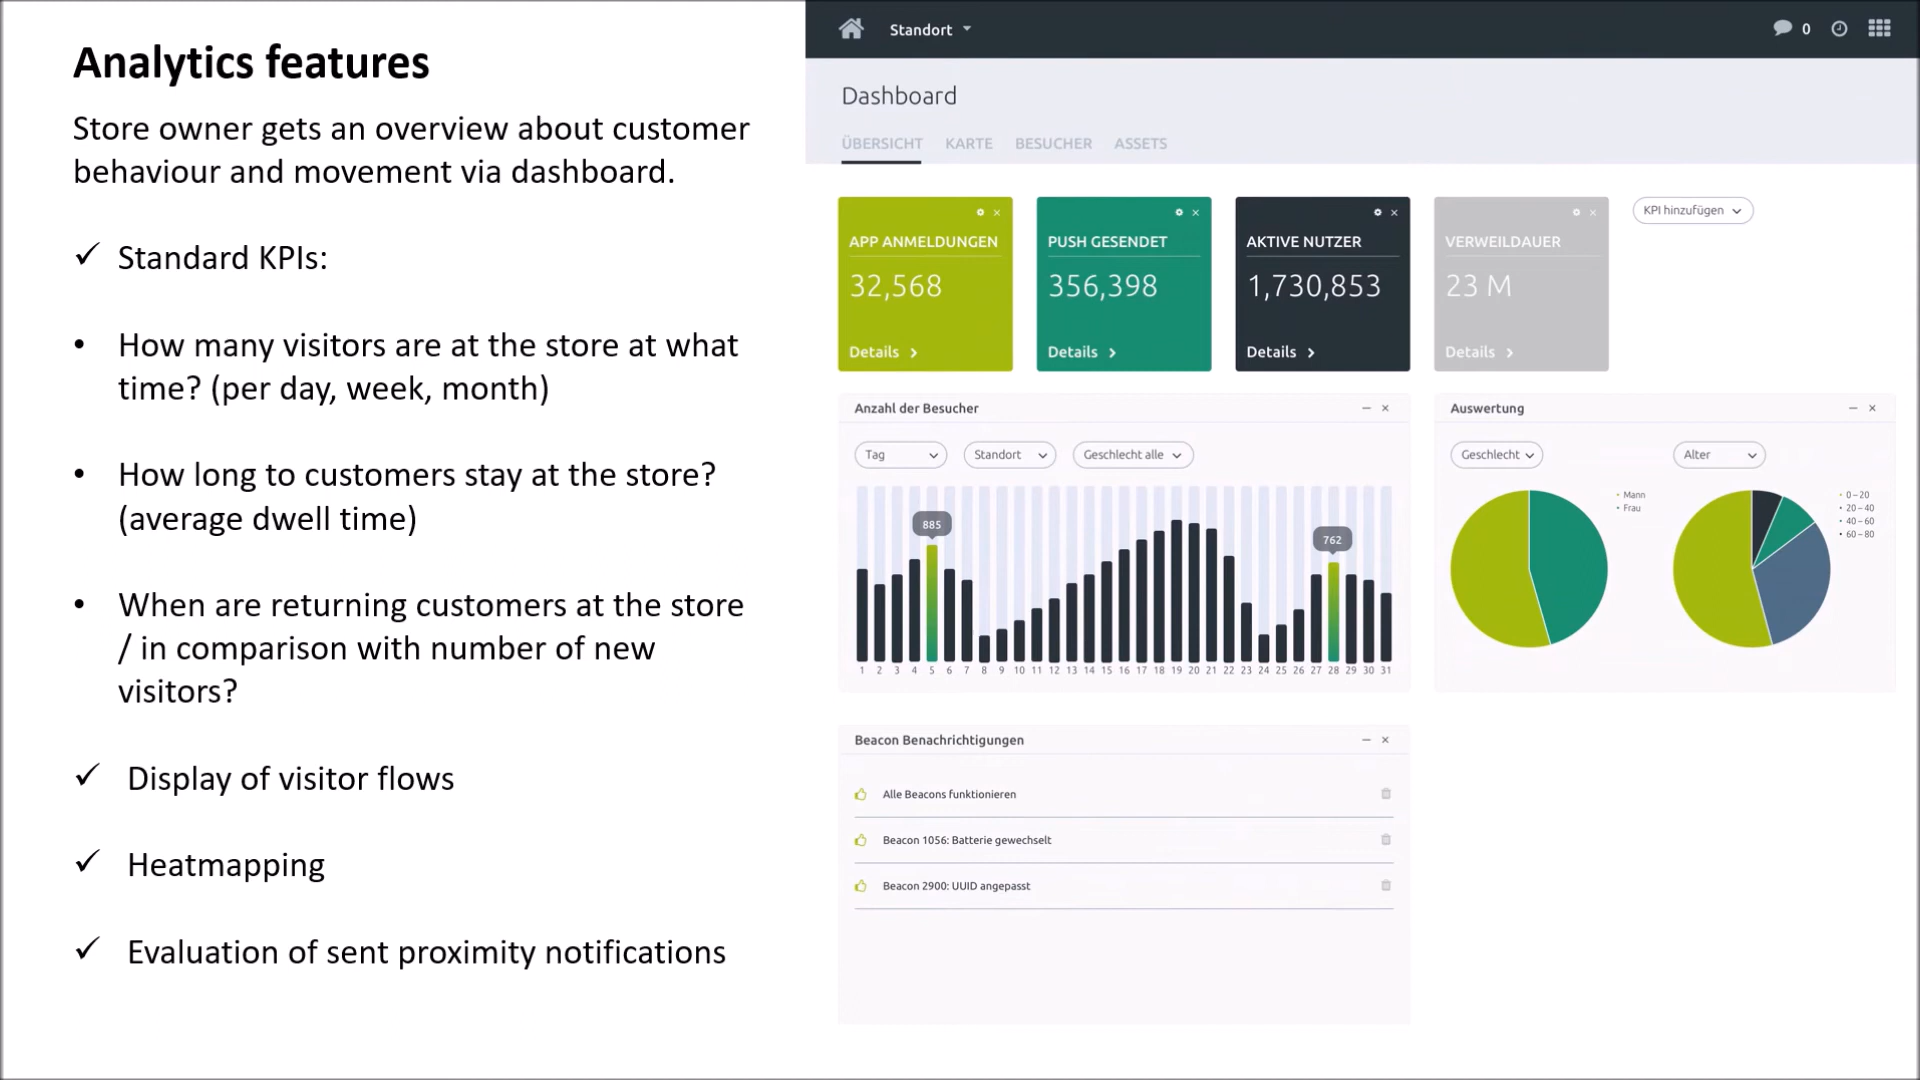 Analytics features
Store owner gets an overview about customer
behaviour and movement via dashboard.
Standard KPIs:
How many visitors are at the store at what
time? (per day, week, month)
How long to customers stay at the store?
(average dwell time)
When are returning customers at the store
/ in comparison with number of new
visitors?
Display of visitor flows
Heatmapping
Evaluation of sent proximity notifications
Standort
0
Dashboard
ÜBERSICHT KARTE BESUCHER ASSETS
APP ANMELDUNGEN
32,568
Details
PUSH GESENDET
356,398
Details
AKTIVE NUTZER
1,730,853
Details
VERWEILDAUER
23 M
Details
KPI hinzufügen
Anzahl der Besucher
Tag Standort Geschlecht alle
885
762
1 2 3 4 5 6 7 8 9 10 11 12 13 14 15 16 17 18 19 20 21 22 23 24 25 26 27 28 29 30 31
Auswertung
Geschlecht
Mann
Frau
Alter
0 – 20
20 – 40
40 – 60
60 – 80
Beacon Benachrichtigungen
Alle Beacons funktionieren
Beacon 1056: Batterie gewechselt
Beacon 2900: UUID angepasst